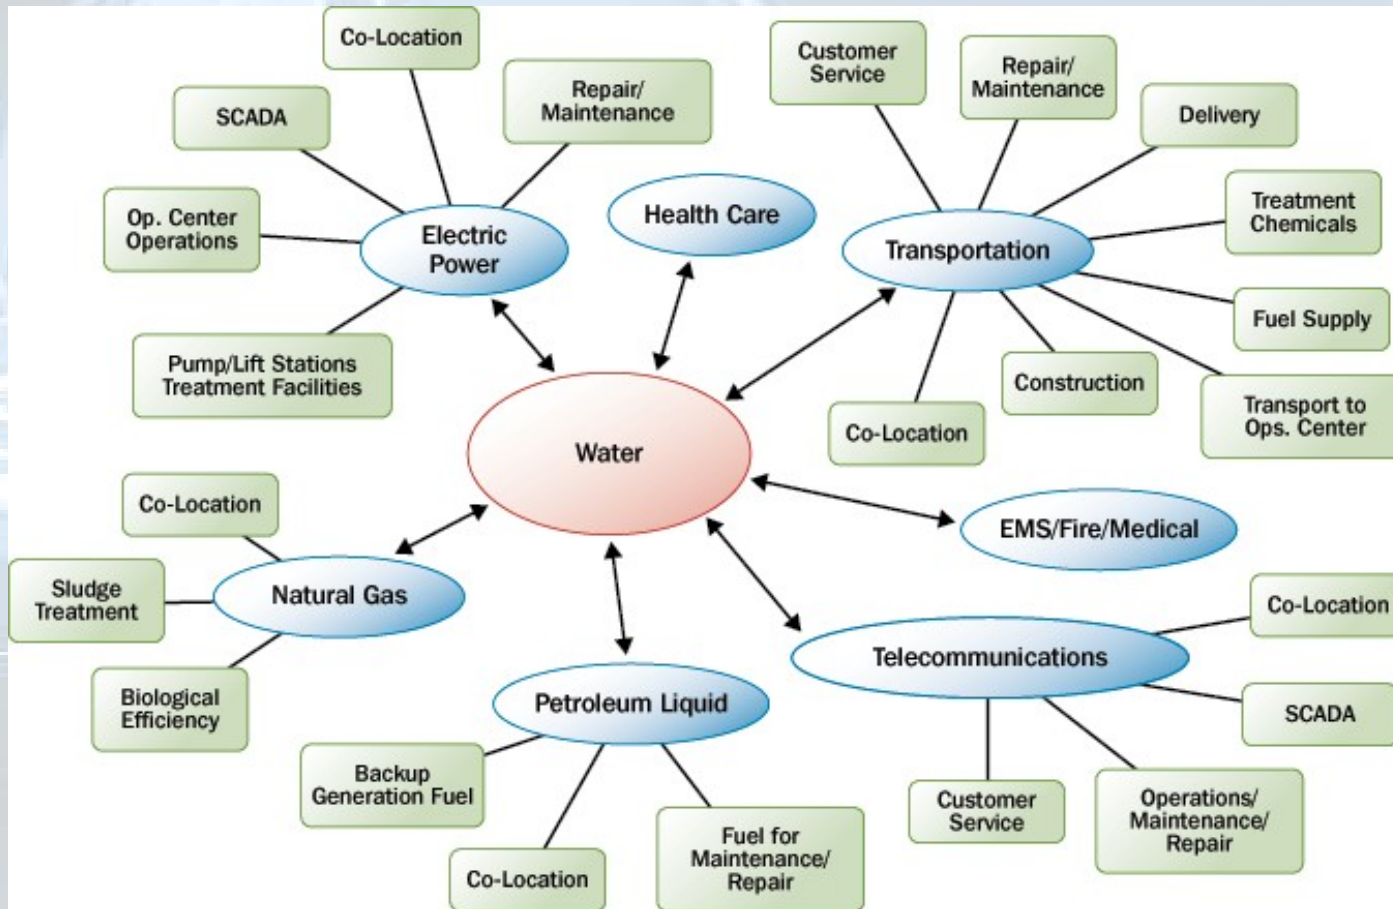 Co-Location
SCADA
Repair/
Maintenance
Op. Center
Operations
Electric
Power
Pump/Lift Stations
Treatment Facilities
Health Care
Customer
Service
Repair/
Maintenance
Delivery
Treatment
Chemicals
Transportation
Fuel Supply
Construction
Transport to
Ops. Center
Co-Location
Water
EMS/Fire/Medical
Co-Location
Sludge
Treatment
Natural Gas
Biological
Efficiency
Petroleum Liquid
Backup
Generation Fuel
Co-Location
Fuel for
Maintenance/
Repair
Telecommunications
Co-Location
SCADA
Customer
Service
Operations/
Maintenance/
Repair